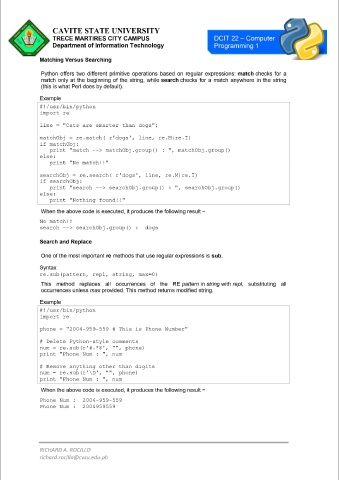 CAVITE STATE UNIVERSITY
TRECE MARTIRES CITY CAMPUS
Department of Information Technology
DCIT 22 – Computer
Programming 1
Matching Versus Searching
Python offers two different primitive operations based on regular expressions: match checks for a
match only at the beginning of the string, while search checks for a match anywhere in the string
(this is what Perl does by default).
Example
#!/usr/bin/python
import re
line = "Cats are smarter than dogs";
matchObj = re.match( r'dogs', line, re.M|re.I)
if matchObj:
print "match --> matchObj.group() : ", matchObj.group()
else:
print "No match!!"
searchObj = re.search( r'dogs', line, re.M|re.I)
if searchObj:
print "search --> searchObj.group() : ", searchObj.group()
else:
print "Nothing found!!"
When the above code is executed, it produces the following result −
No match!!
search --> searchObj.group() : dogs
Search and Replace
One of the most important re methods that use regular expressions is sub.
Syntax
re.sub(pattern, repl, string, max=0)
This method replaces all occurrences of the RE pattern in string with repl, substituting all
occurrences unless max provided. This method returns modified string.
Example
#!/usr/bin/python
import re
phone = "2004-959-559 # This is Phone Number"
# Delete Python-style comments
num = re.sub(r'#.*$', "", phone)
print "Phone Num : ", num
# Remove anything other than digits
num = re.sub(r'\D', "", phone)
print "Phone Num : ", num
When the above code is executed, it produces the following result −
Phone Num : 2004-959-559
Phone Num : 2004959559
RICHARD A. ROCILLO
richard.rocillo@cvsu.edu.ph